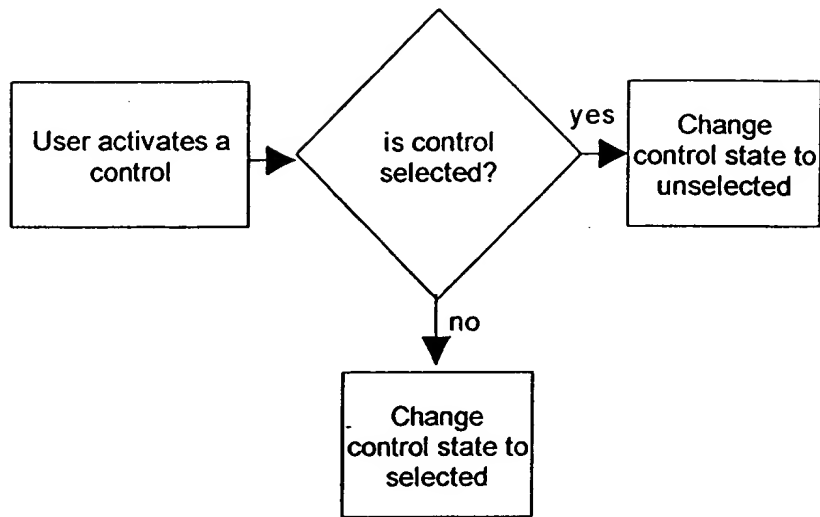 User activates a
control
is control
selected?
yes
Change
control state to
unselected
no
Change
control state to
selected